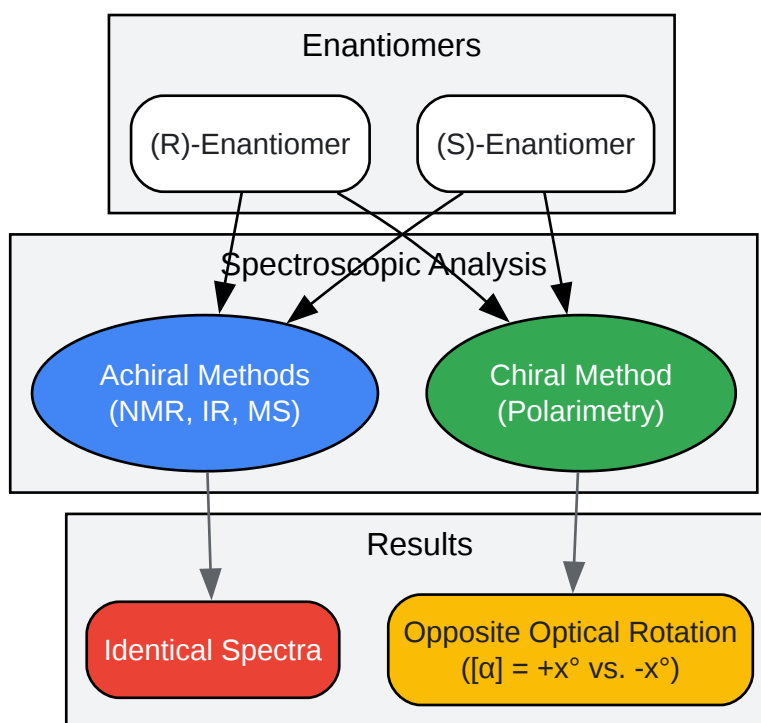 Enantiomers
(R)-Enantiomer
(S)-Enantiomer
Spectroscopic Analysis
Achiral Methods
(NMR, IR, MS)
Chiral Method
(Polarimetry)
Results
Identical Spectra
Opposite Optical Rotation
([α] = +x° vs. -x°)